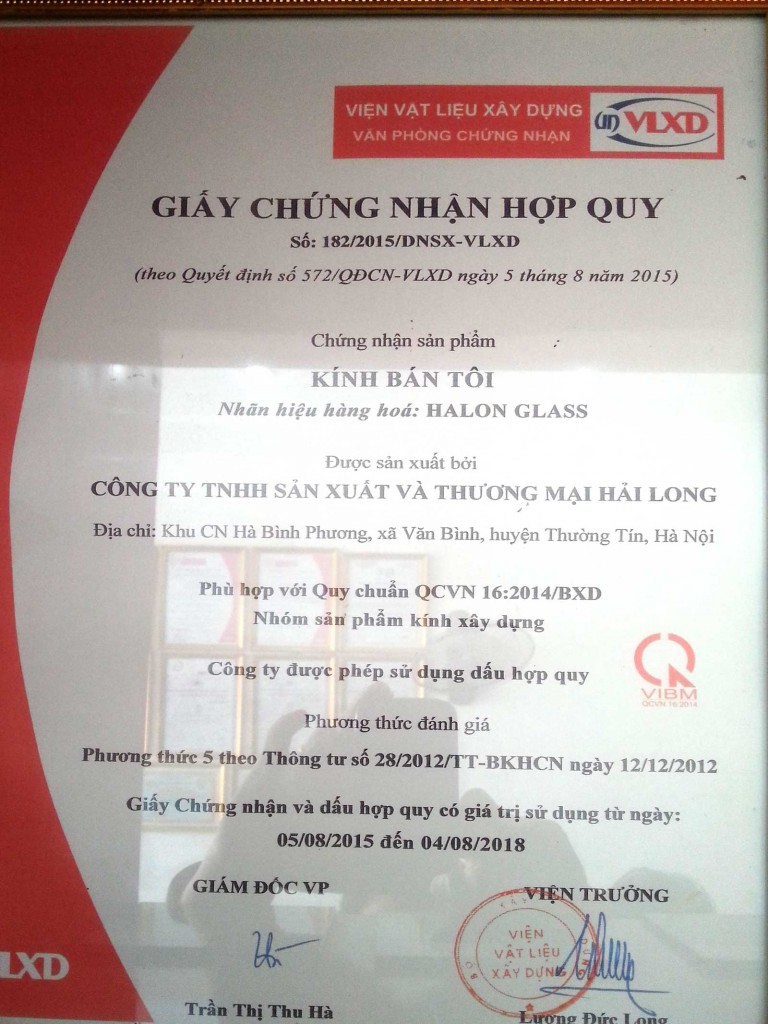 VIỆN VẬT LIỆU XÂY DỰNG
VĂN PHÒNG CHỨNG NHẬN
VLXD
GIẤY CHỨNG NHẬN HỢP QUY
Số: 182/2015/DNSX-VLXD
(theo Quyết định số 572/QĐCN-VLXD ngày 5 tháng 8 năm 2015)
Chứng nhận sản phẩm :
KÍNH BÁN TÔI
Nhãn hiệu hàng hoá: HALON GLASS
Được sản xuất bởi
CÔNG TY TNHH SẢN XUẤT VÀ THƯƠNG MẠI HẢI LONG
Địa chỉ: Khu CN Hà Bình Phương, xã Văn Bình, huyện Thường Tín, Hà Nội
Phù hợp với Quy chuẩn QCVN 16:2014/BXD
Nhóm sản phẩm kính xây dựng
Công ty được phép sử dụng dấu hợp quy
VIBM
QCVN 16:2014
Phương thức đánh giá
Phương thức 5 theo Thông tư số 28/2012/TT-BKHCN ngày 12/12/2012
Giấy Chứng nhận và dấu hợp quy có giá trị sử dụng từ ngày:
05/08/2015 đến 04/08/2018
GIÁM ĐỐC VP
VIỆN TRƯỞNG
VIỆN
VẬT LIỆU
XÂY DỰNG
LXD
Trần Thị Thu Hà
Lương Đức Long